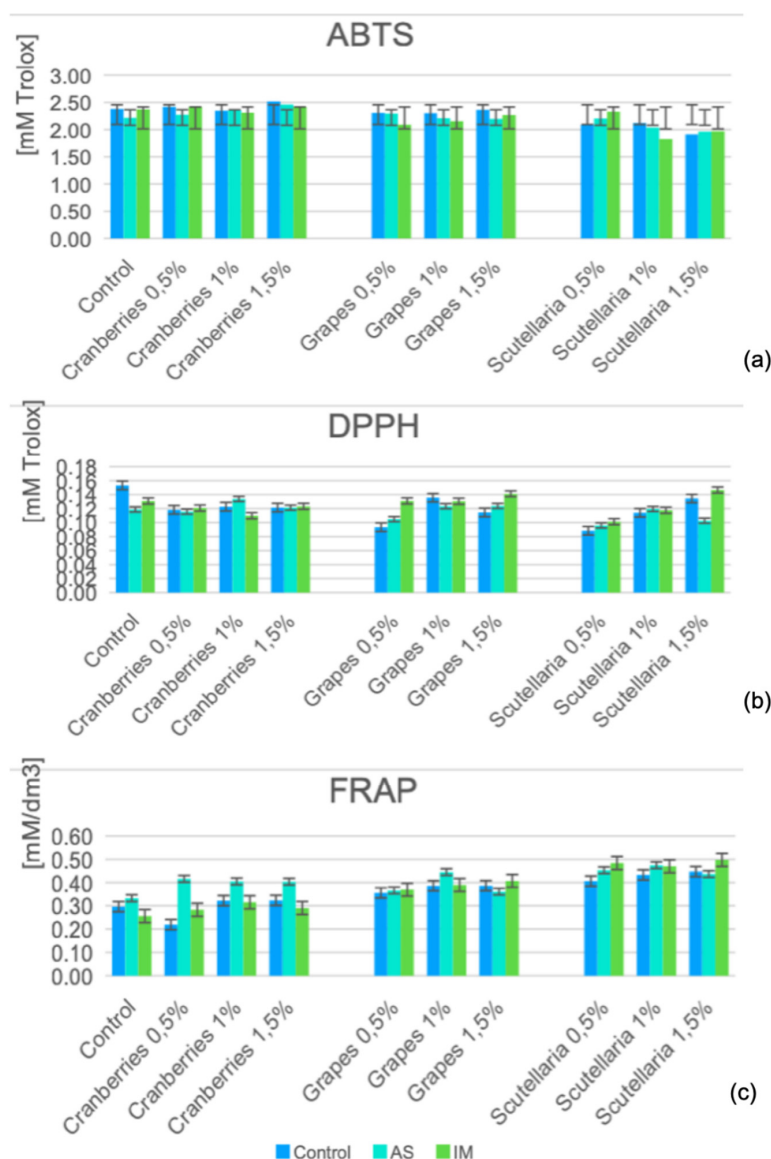 ABTS
[mM Trolox]
3.00
2.50
2.00
1.50
1.00
0.50
0.00
Control
Cranberries 0,5%
Cranberries 1%
Cranberries 1,5%
Grapes 0,5%
Grapes 1%
Grapes 1,5%
Scutellaria 0,5%
Scutellaria 1%
Scutellaria 1,5%
(a)
DPPH
[mM Trolox]
0.18
0.16
0.14
0.12
0.10
0.08
0.06
0.04
0.02
0.00
Control
Cranberries 0,5%
Cranberries 1%
Cranberries 1,5%
Grapes 0,5%
Grapes 1%
Grapes 1,5%
Scutellaria 0,5%
Scutellaria 1%
Scutellaria 1,5%
(b)
FRAP
[mM/dm3]
0.60
0.50
0.40
0.30
0.20
0.10
0.00
Control
Cranberries 0,5%
Cranberries 1%
Cranberries 1,5%
Grapes 0,5%
Grapes 1%
Grapes 1,5%
Scutellaria 0,5%
Scutellaria 1%
Scutellaria 1,5%
(c)
Control AS IM